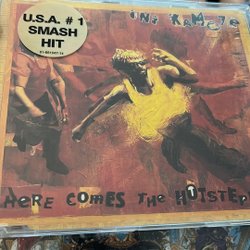 U.S.A. # 1
SMASH
HIT
iNi KAMOZE
HERE COMES THE HOTSTEP